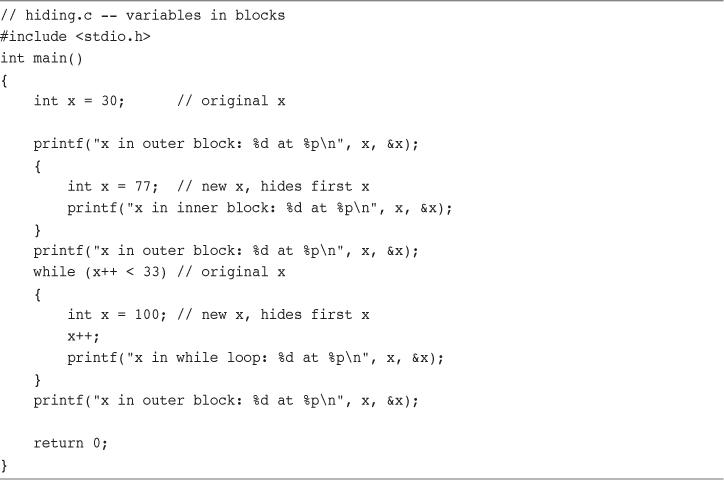 // hiding.c -- variables in blocks
#include <stdio.h>
int main()
{
    int x = 30;      // original x

    printf("x in outer block: %d at %p\n", x, &x);
    {
        int x = 77;  // new x, hides first x
        printf("x in inner block: %d at %p\n", x, &x);
    }
    printf("x in outer block: %d at %p\n", x, &x);
    while (x++ < 33) // original x
    {
        int x = 100; // new x, hides first x
        x++;
        printf("x in while loop: %d at %p\n", x, &x);
    }
    printf("x in outer block: %d at %p\n", x, &x);

    return 0;
}